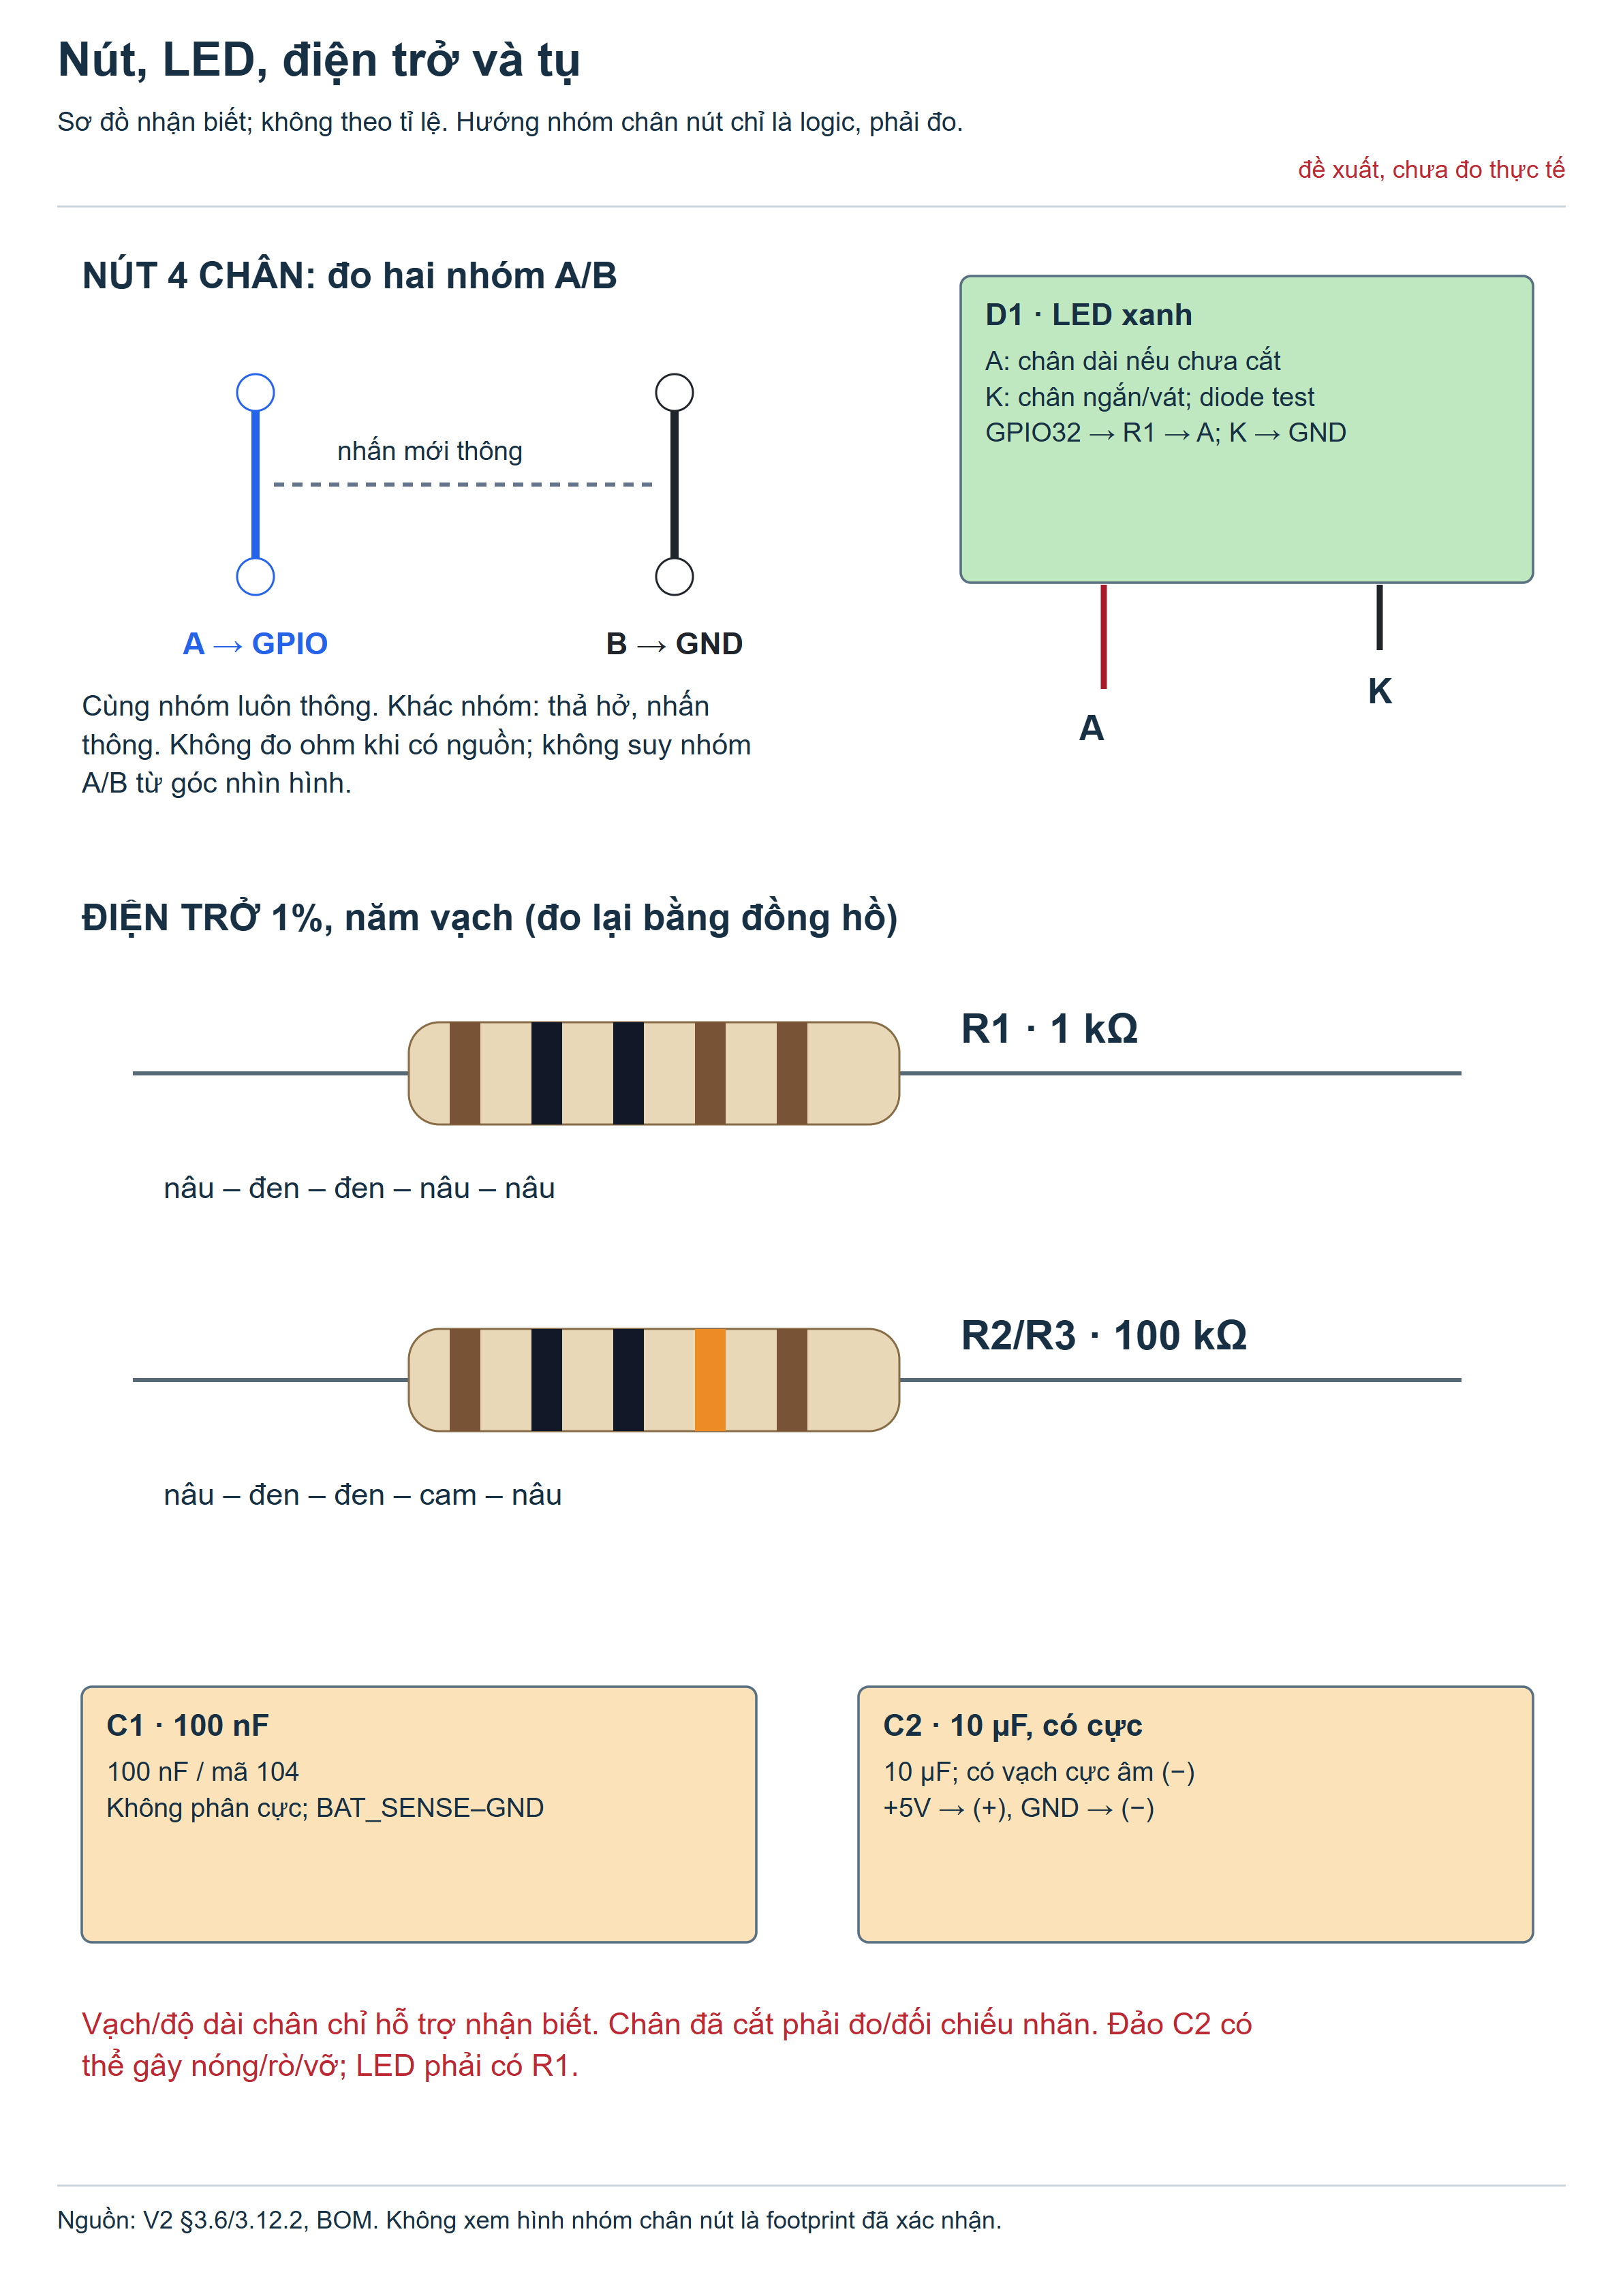 Nút, LED, điện trở và tụ
Sơ đồ nhận biết; không theo tỉ lệ. Hướng nhóm chân nút chỉ là logic, phải đo.
đề xuất, chưa đo thực tế
NÚT 4 CHÂN: đo hai nhóm A/B
nhấn mới thông
A → GPIO
B → GND
Cùng nhóm luôn thông. Khác nhóm: thả hở, nhấn
thông. Không đo ohm khi có nguồn; không suy nhóm
A/B từ góc nhìn hình.
D1 · LED xanh
A: chân dài nếu chưa cắt
K: chân ngắn/vát; diode test
GPIO32 → R1 → A; K → GND
A
K
ĐIỆN TRỞ 1%, năm vạch (đo lại bằng đồng hồ)
R1 · 1 kΩ
nâu – đen – đen – nâu – nâu
R2/R3 · 100 kΩ
nâu – đen – đen – cam – nâu
C1 · 100 nF
100 nF / mã 104
Không phân cực; BAT_SENSE–GND
C2 · 10 µF, có cực
10 µF; có vạch cực âm (−)
+5V → (+), GND → (−)
Vạch/độ dài chân chỉ hỗ trợ nhận biết. Chân đã cắt phải đo/đối chiếu nhãn. Đảo C2 có
thể gây nóng/rò/vỡ; LED phải có R1.
Nguồn: V2 §3.6/3.12.2, BOM. Không xem hình nhóm chân nút là footprint đã xác nhận.